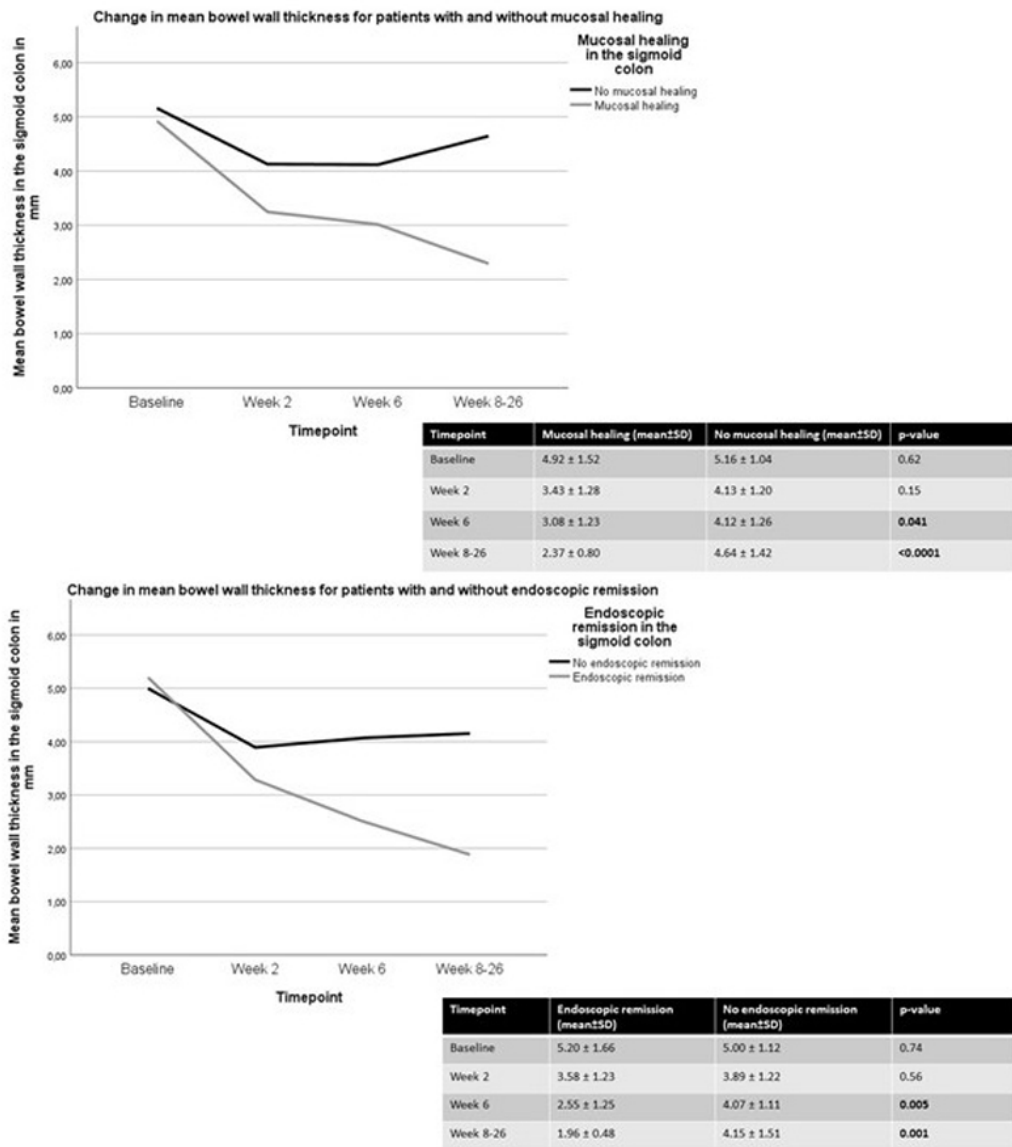 Change in mean bowel wall thickness for patients with and without mucosal healing
Mean bowel wall thickness in the sigmoid colon in
mm
6,00
5,00
4,00
3,00
2,00
1,00
0,00
Mucosal healing
in the sigmoid
colon
No mucosal healing
Mucosal healing
Baseline Week 2 Week 6 Week 8-26
Timepoint
Timepoint Mucosal healing (mean±SD) No mucosal healing (mean±SD) p-value
Baseline 4.92 ± 1.52 5.16 ± 1.04 0.62
Week 2 3.43 ± 1.28 4.13 ± 1.20 0.15
Week 6 3.08 ± 1.23 4.12 ± 1.26 0.041
Week 8-26 2.37 ± 0.80 4.64 ± 1.42 <0.0001
Change in mean bowel wall thickness for patients with and without endoscopic remission
Mean bowel wall thickness in the sigmoid colon in
mm
6,00
5,00
4,00
3,00
2,00
1,00
0,00
Endoscopic
remission in the
sigmoid colon
No endoscopic remission
Endoscopic remission
Baseline Week 2 Week 6 Week 8-26
Timepoint
Timepoint Endoscopic remission No endoscopic remission p-value
(mean±SD) (mean±SD)
Baseline 5.20 ± 1.66 5.00 ± 1.12 0.74
Week 2 3.58 ± 1.23 3.89 ± 1.22 0.56
Week 6 2.55 ± 1.25 4.07 ± 1.11 0.005
Week 8-26 1.96 ± 0.48 4.15 ± 1.51 0.001